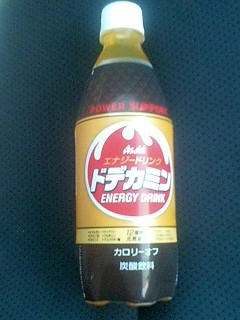 POWER SUPPORT
Asahi
エナジードリンク
ドデカミン
ENERGY DRINK
カロリーオフ
炭酸飲料